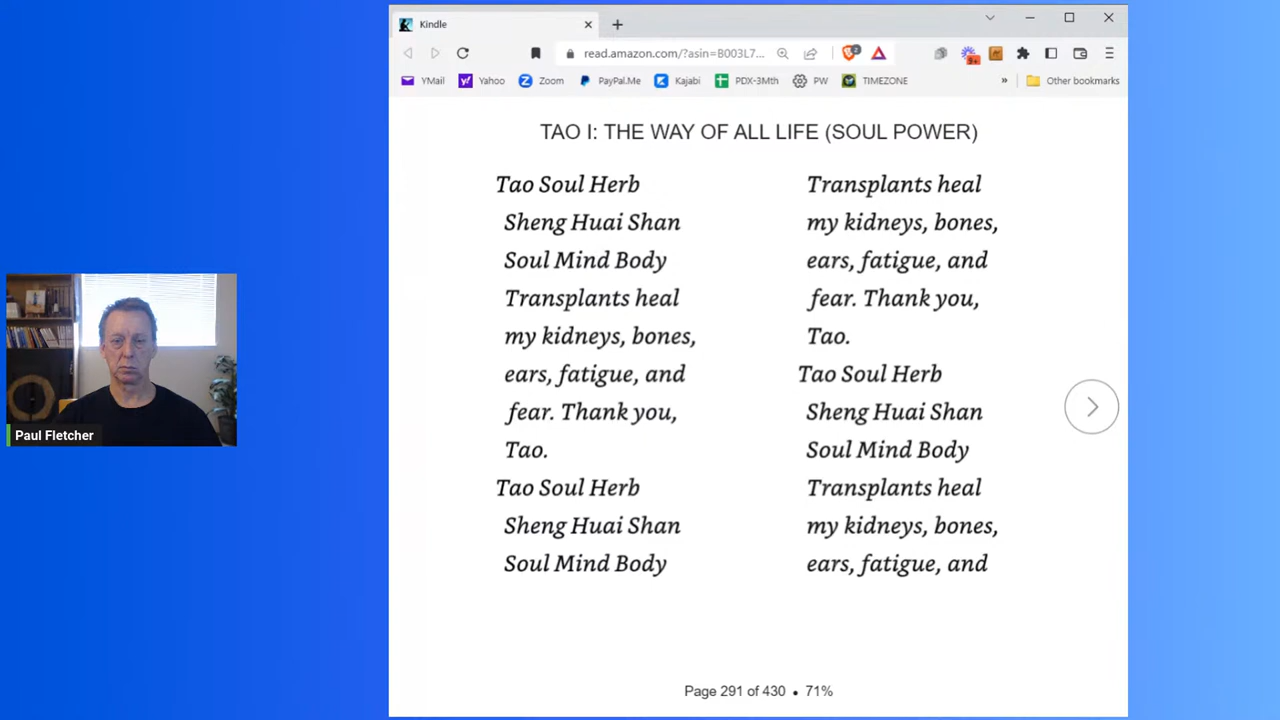 Kindle
read.amazon.com/?asin=B003L7...
2
9+
YMail
Yahoo
Zoom
PayPal.Me
Kajabi
PDX-3Mth
PW
TIMEZONE
»
Other bookmarks
TAO I: THE WAY OF ALL LIFE (SOUL POWER)
Tao Soul Herb
Sheng Huai Shan
Soul Mind Body
Transplants heal
my kidneys, bones,
ears, fatigue, and
fear. Thank you,
Tao.
Tao Soul Herb
Sheng Huai Shan
Soul Mind Body
Transplants heal
my kidneys, bones,
ears, fatigue, and
fear. Thank you,
Tao.
Tao Soul Herb
Sheng Huai Shan
Soul Mind Body
Transplants heal
my kidneys, bones,
ears, fatigue, and
Page 291 of 430 • 71%
Paul Fletcher